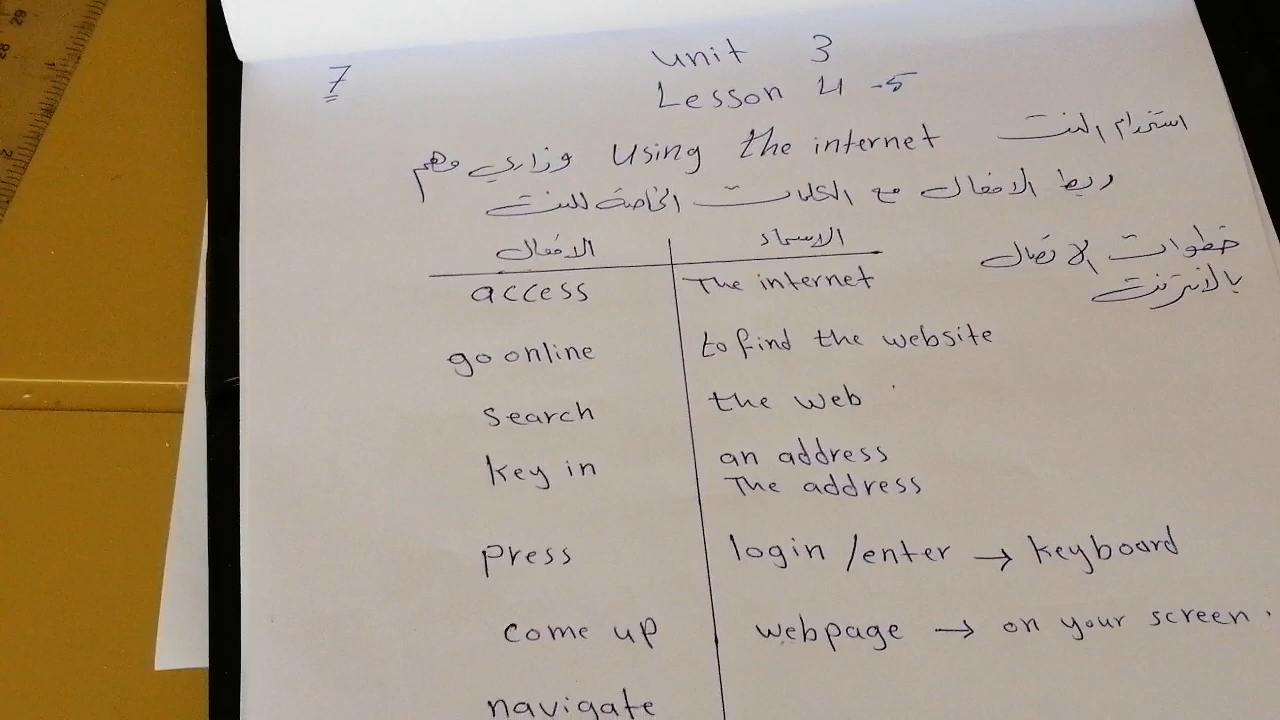 7
Unit 3
Lesson 4 -5
استخدام النت Using the internet وزاري مهم
ربط الافعال مع الكلمات الخاصة للنت
خطوات الاتصال
بالانترنت
الافعال الاسماء
access The internet
go online to find the website
search the web
key in an address
The address
press login /enter → keyboard
come up webpage → on your screen.
navigate